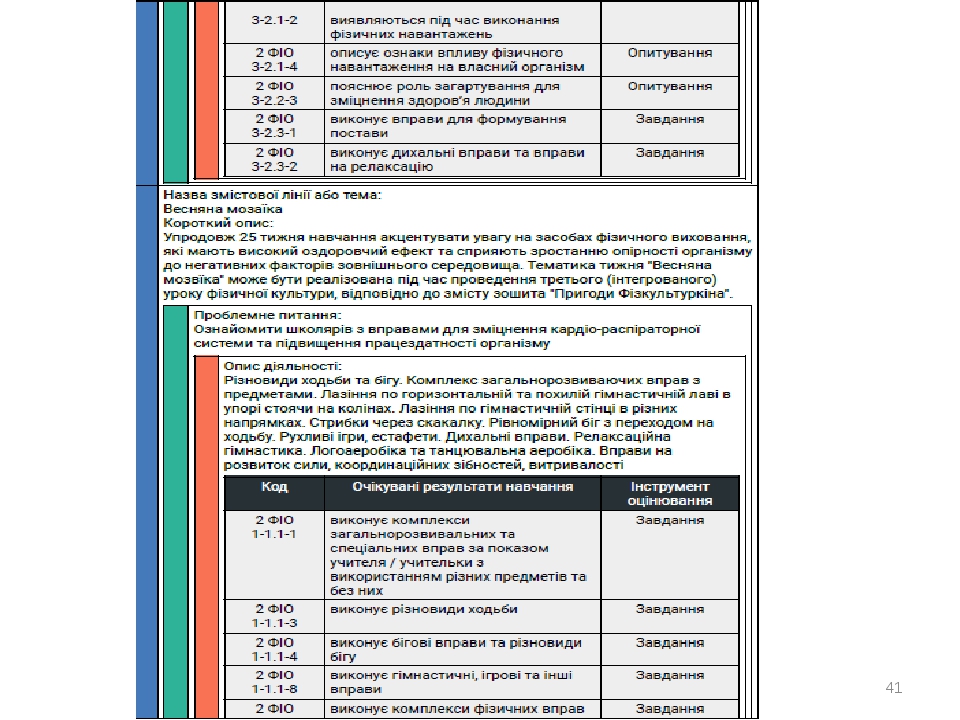 3-2.1-2 виявляються під час виконання
фізичних навантажень
2 ФІО описує ознаки впливу фізичного Опитування
3-2.1-4 навантаження на власний організм
2 ФІО пояснює роль загартування для Опитування
3-2.2-3 зміцнення здоров'я людини
2 ФІО виконує вправи для формування Завдання
3-2.3-1 постави
2 ФІО виконує дихальні вправи та вправи Завдання
3-2.3-2 на релаксацію
Назва змістової лінії або тема:
Весняна мозаїка
Короткий опис:
Упродовж 25 тижня навчання акцентувати увагу на засобах фізичного виховання,
які мають високий оздоровчий ефект та сприяють зростанню опірності організму
до негативних факторів зовнішнього середовища. Тематика тижня "Весняна
мозвїка" може бути реалізована під час проведення третього (інтегрованого)
уроку фізичної культури, відповідно до змісту зошита "Пригоди Фізкультуркіна".
Проблемне питання:
Ознайомити школярів з вправами для зміцнення кардіо-распіраторної
системи та підвищення працездатності організму
Опис діяльності:
Різновиди ходьби та бігу. Комплекс загальнорозвиваючих вправ з
предметами. Лазіння по горизонтальній та похилій гімнастичній лаві в
упорі стоячи на колінах. Лазіння по гімнастичній стінці в різних
напрямках. Стрибки через скакалку. Рівномірний біг з переходом на
ходьбу. Рухливі ігри, естафети. Дихальні вправи. Релаксаційна
гімнастика. Логоаеробіка та танцювальна аеробіка. Вправи на
розвиток сили, координаційних зібностей, витривалості
Код Очікувані результати навчання Інструмент
оцінювання
2 ФІО виконує комплекси Завдання
1-1.1-1 загальнорозвивальних та
спеціальних вправ за показом
учителя / учительки з
використанням різних предметів та
без них
2 ФІО виконує різновиди ходьби Завдання
1-1.1-3
2 ФІО виконує бігові вправи та різновиди Завдання
1-1.1-4 бігу
2 ФІО виконує гімнастичні, ігрові та інші Завдання
1-1.1-8 вправи
2 ФІО виконує комплекси фізичних вправ Завдання
41